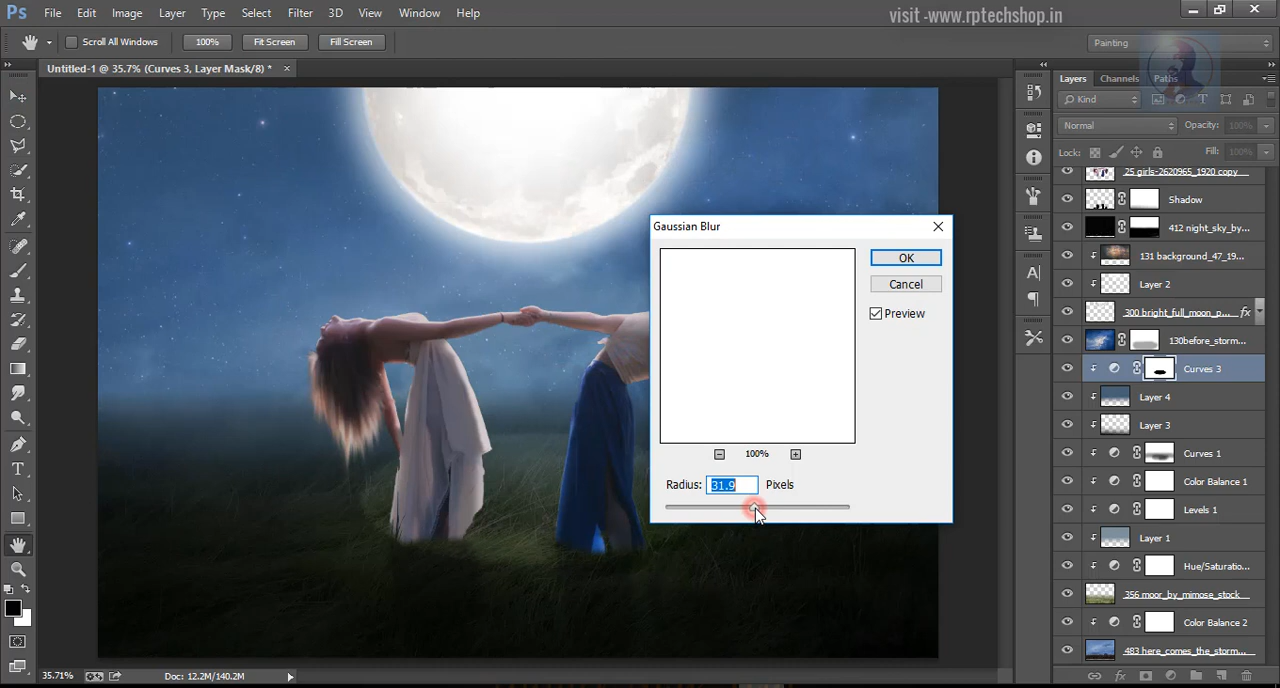 Ps File Edit Image Layer Type Select Filter 3D View Window Help
visit -www.rptechshop.in
Scroll All Windows 100% Fit Screen Fill Screen
Painting
Untitled-1 @ 35.7% (Curves 3, Layer Mask/8) * ×
Layers Channels Paths
Kind
Normal Opacity: 100%
Lock: Fill: 100%
25 girls-2620965_1920 copy
Shadow
412 night_sky_by...
131 background_47_19...
Layer 2
300 bright_full_moon_p... fx
130before_storm...
Curves 3
Layer 4
Layer 3
Curves 1
Color Balance 1
Levels 1
Layer 1
Hue/Saturatio...
356 moor_by_mimose_stock
Color Balance 2
483 here_comes_the_storm...
Gaussian Blur
OK
Cancel
Preview
100%
Radius: 31.9 Pixels
35.71% Doc: 12.2M/140.2M